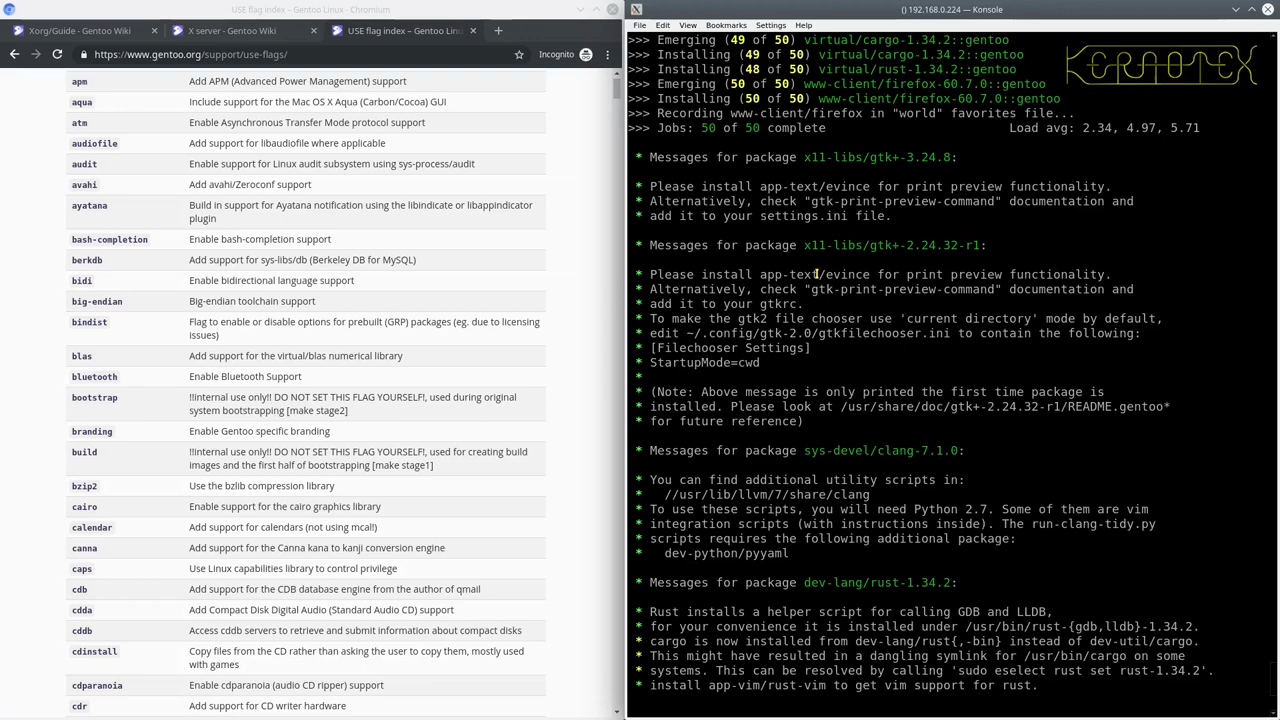 USE flag index - Gentoo Linux - Chromium
Xorg/Guide - Gentoo Wiki
X server - Gentoo Wiki
USE flag index – Gentoo Linux
https://www.gentoo.org/support/use-flags/
Incognito
apm Add APM (Advanced Power Management) support
aqua Include support for the Mac OS X Aqua (Carbon/Cocoa) GUI
atm Enable Asynchronous Transfer Mode protocol support
audiofile Add support for libaudiofile where applicable
audit Enable support for Linux audit subsystem using sys-process/audit
avahi Add avahi/Zeroconf support
ayatana Build in support for Ayatana notification using the libindicate or libappindicator
plugin
bash-completion Enable bash-completion support
berkdb Add support for sys-libs/db (Berkeley DB for MySQL)
bidi Enable bidirectional language support
big-endian Big-endian toolchain support
bindist Flag to enable or disable options for prebuilt (GRP) packages (eg. due to licensing
issues)
blas Add support for the virtual/blas numerical library
bluetooth Enable Bluetooth Support
bootstrap !!internal use only!! DO NOT SET THIS FLAG YOURSELF!, used during original
system bootstrapping [make stage2]
branding Enable Gentoo specific branding
build !!internal use only!! DO NOT SET THIS FLAG YOURSELF!, used for creating build
images and the first half of bootstrapping [make stage1]
bzip2 Use the bzlib compression library
cairo Enable support for the cairo graphics library
calendar Add support for calendars (not using mcal!)
canna Add support for the Canna kana to kanji conversion engine
caps Use Linux capabilities library to control privilege
cdb Add support for the CDB database engine from the author of qmail
cdda Add Compact Disk Digital Audio (Standard Audio CD) support
cddb Access cddb servers to retrieve and submit information about compact disks
cdinstall Copy files from the CD rather than asking the user to copy them, mostly used
with games
cdparanoia Enable cdparanoia (audio CD ripper) support
cdr Add support for CD writer hardware
() 192.168.0.224 — Konsole
File Edit View Bookmarks Settings Help
>>> Emerging (49 of 50) virtual/cargo-1.34.2::gentoo
>>> Installing (49 of 50) virtual/cargo-1.34.2::gentoo
>>> Installing (48 of 50) virtual/rust-1.34.2::gentoo
>>> Emerging (50 of 50) www-client/firefox-60.7.0::gentoo
>>> Installing (50 of 50) www-client/firefox-60.7.0::gentoo
>>> Recording www-client/firefox in "world" favorites file...
>>> Jobs: 50 of 50 complete Load avg: 2.34, 4.97, 5.71
* Messages for package x11-libs/gtk+-3.24.8:
* Please install app-text/evince for print preview functionality.
* Alternatively, check "gtk-print-preview-command" documentation and
* add it to your settings.ini file.
* Messages for package x11-libs/gtk+-2.24.32-r1:
* Please install app-text/evince for print preview functionality.
* Alternatively, check "gtk-print-preview-command" documentation and
* add it to your gtkrc.
* To make the gtk2 file chooser use 'current directory' mode by default,
* edit ~/.config/gtk-2.0/gtkfilechooser.ini to contain the following:
* [Filechooser Settings]
* StartupMode=cwd
*
* (Note: Above message is only printed the first time package is
* installed. Please look at /usr/share/doc/gtk+-2.24.32-r1/README.gentoo*
* for future reference)
* Messages for package sys-devel/clang-7.1.0:
* You can find additional utility scripts in:
* //usr/lib/llvm/7/share/clang
* To use these scripts, you will need Python 2.7. Some of them are vim
* integration scripts (with instructions inside). The run-clang-tidy.py
* scripts requires the following additional package:
* dev-python/pyyaml
* Messages for package dev-lang/rust-1.34.2:
* Rust installs a helper script for calling GDB and LLDB,
* for your convenience it is installed under /usr/bin/rust-{gdb,lldb}-1.34.2.
* cargo is now installed from dev-lang/rust{,-bin} instead of dev-util/cargo.
* This might have resulted in a dangling symlink for /usr/bin/cargo on some
* systems. This can be resolved by calling 'sudo eselect rust set rust-1.34.2'.
* install app-vim/rust-vim to get vim support for rust.